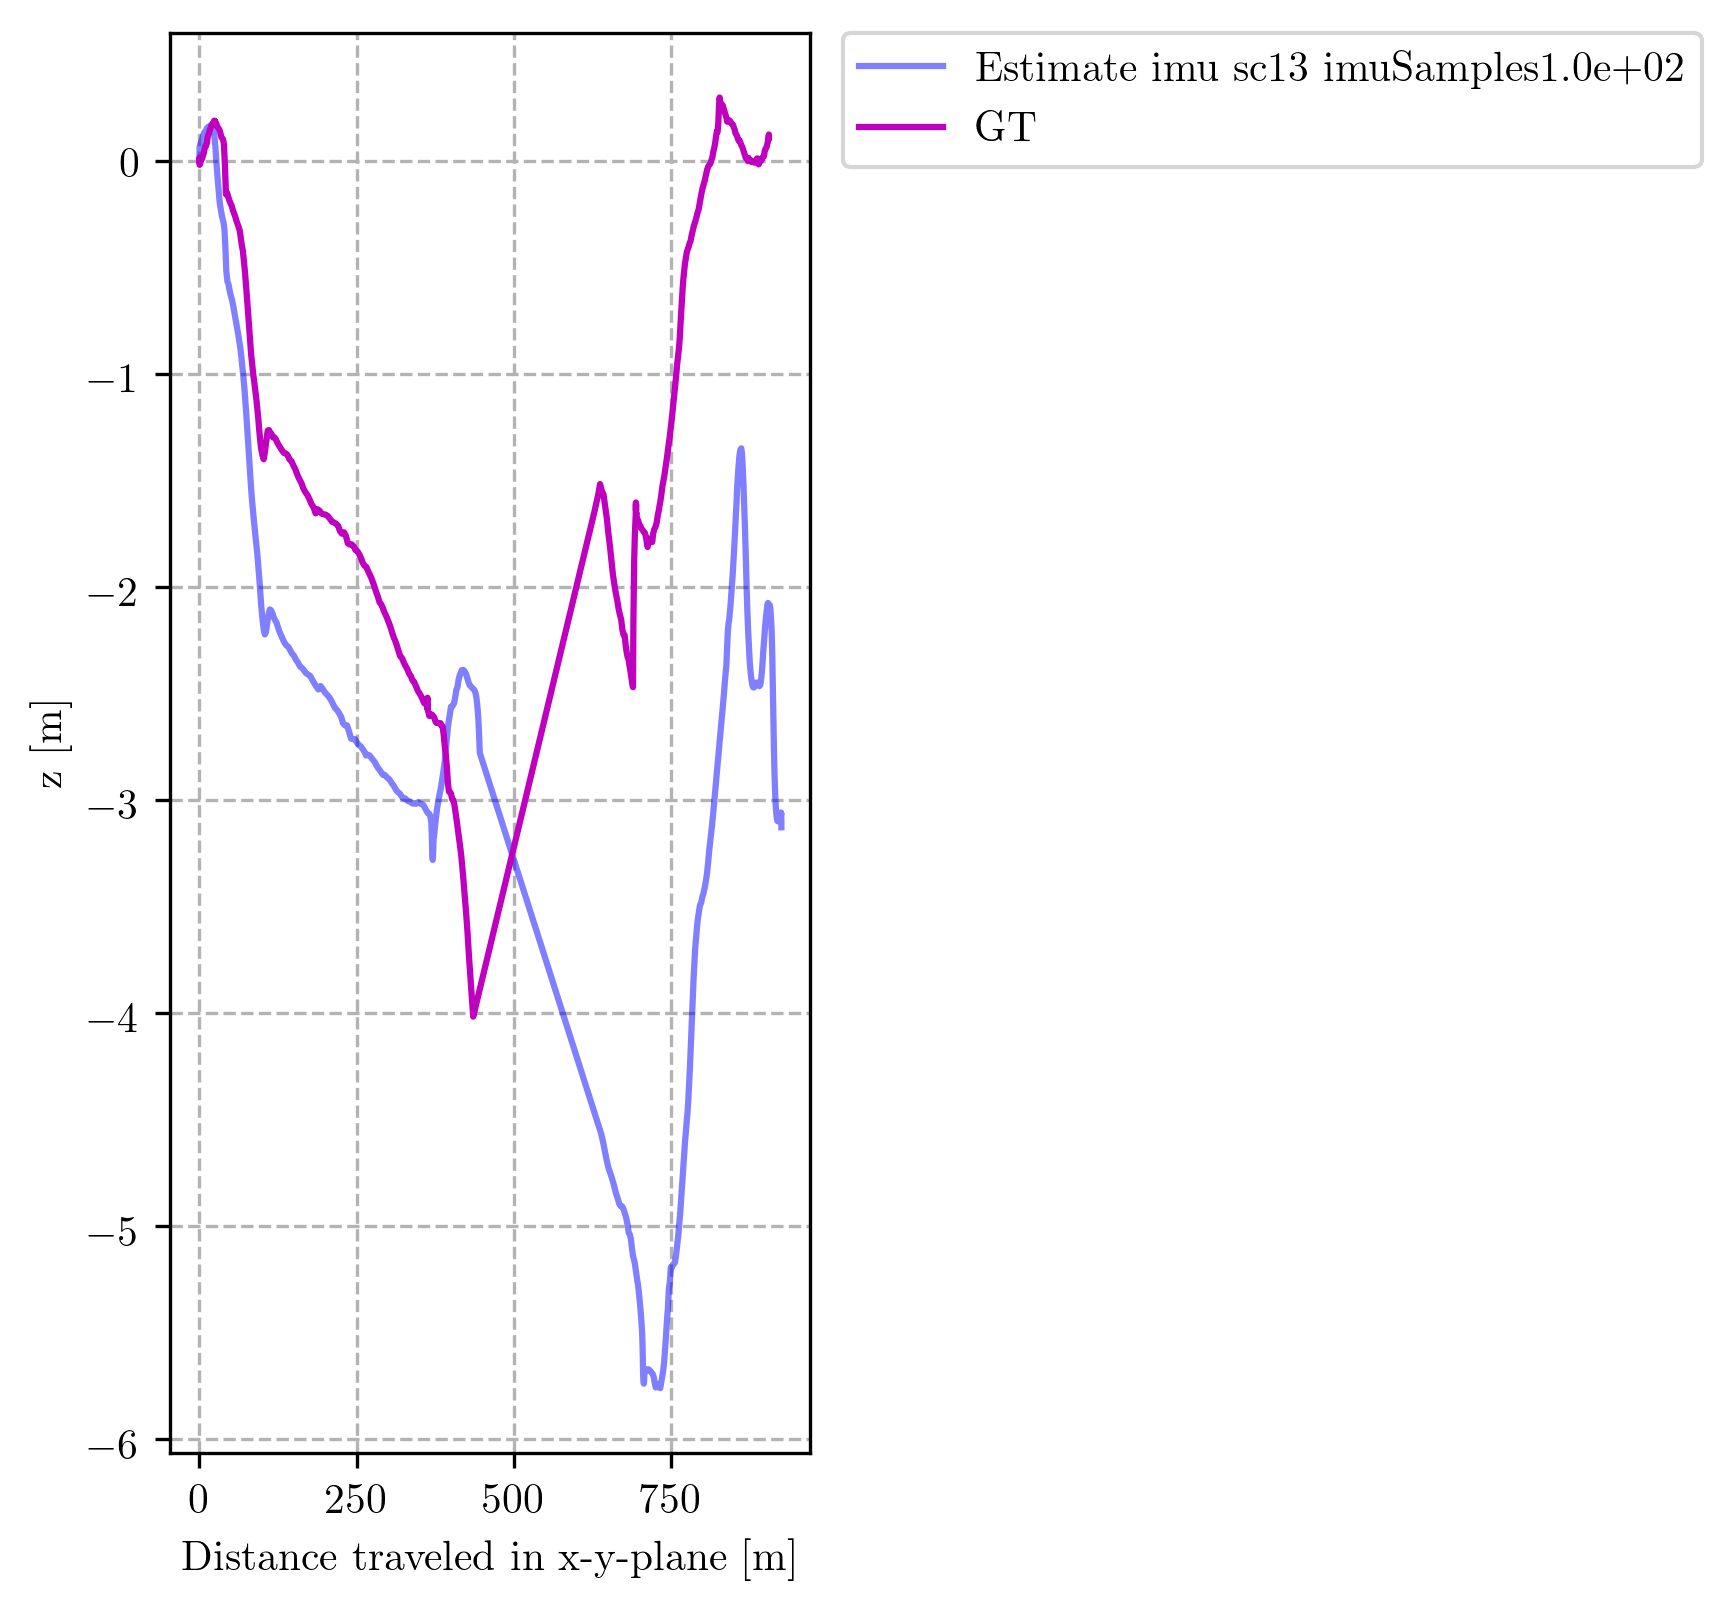 Estimate imu sc13 imuSamples1.0e+02
GT
0
−1
−2
−3
−4
−5
−6
z [m]
0 250 500 750
Distance traveled in x-y-plane [m]